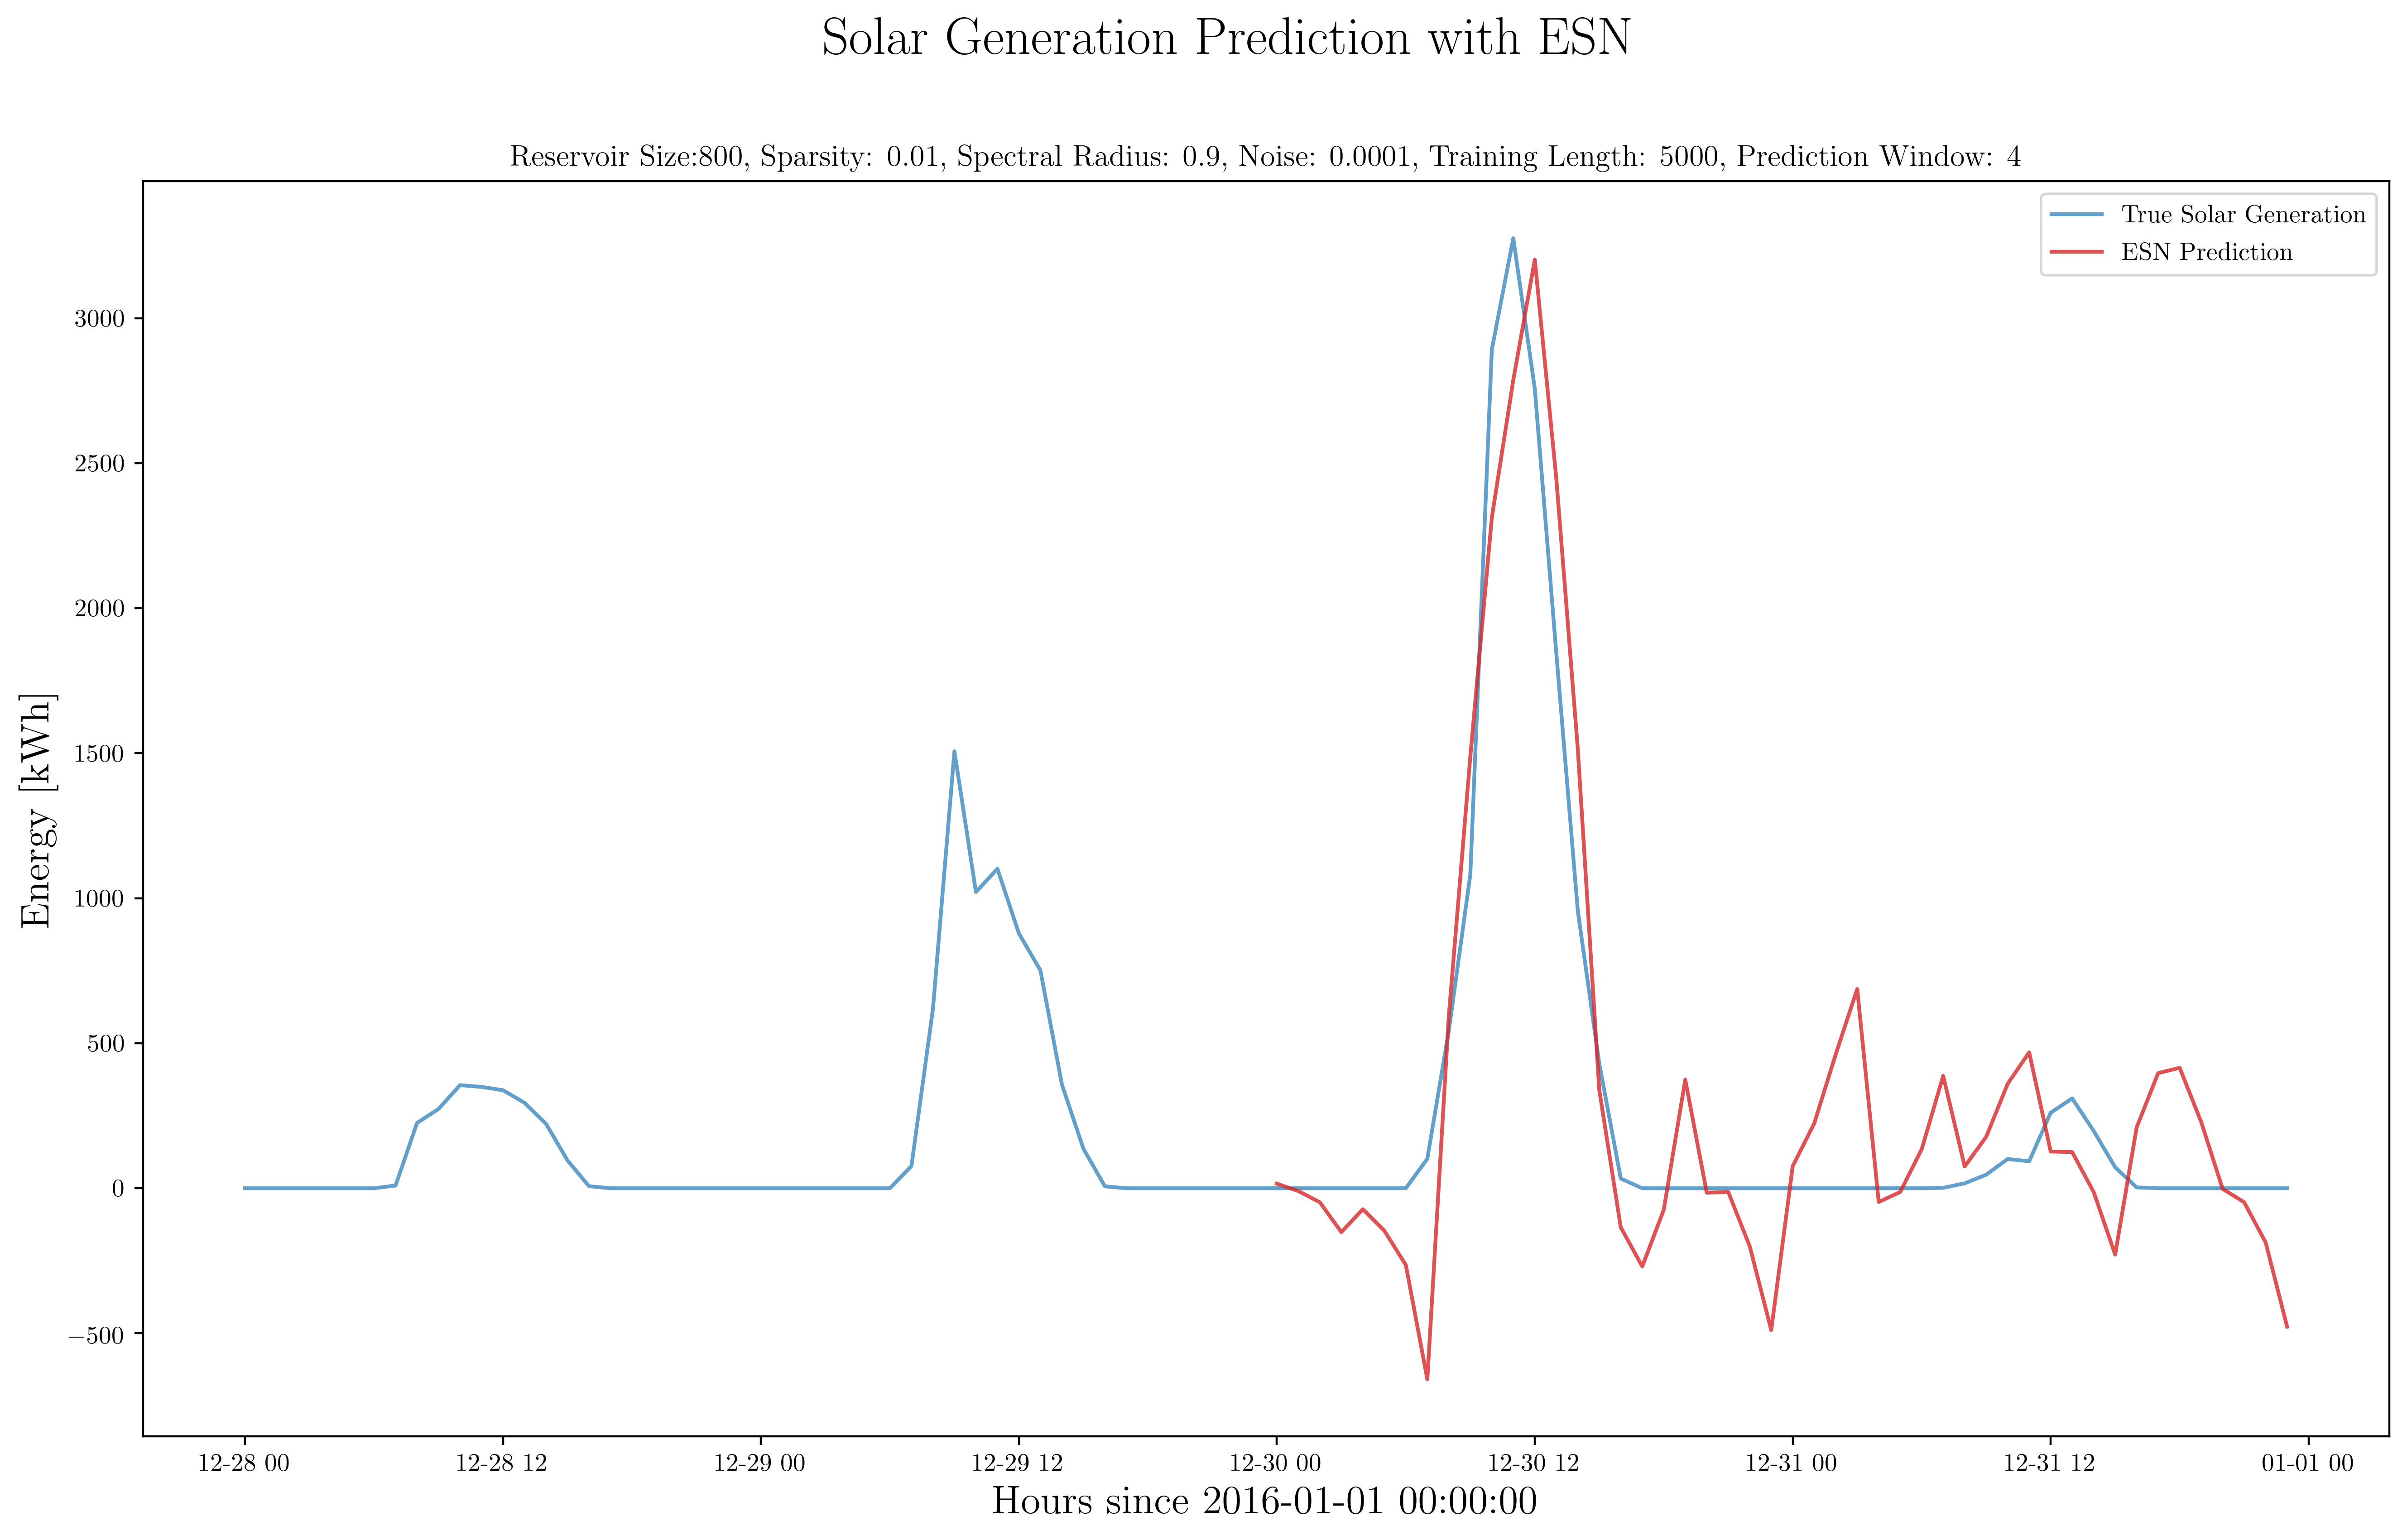 Solar Generation Prediction with ESN
Reservoir Size:800, Sparsity: 0.01, Spectral Radius: 0.9, Noise: 0.0001, Training Length: 5000, Prediction Window: 4
True Solar Generation
ESN Prediction
Energy [kWh]
3000
2500
2000
1500
1000
500
0
−500
12-28 00
12-28 12
12-29 00
12-29 12
12-30 00
12-30 12
12-31 00
12-31 12
01-01 00
Hours since 2016-01-01 00:00:00